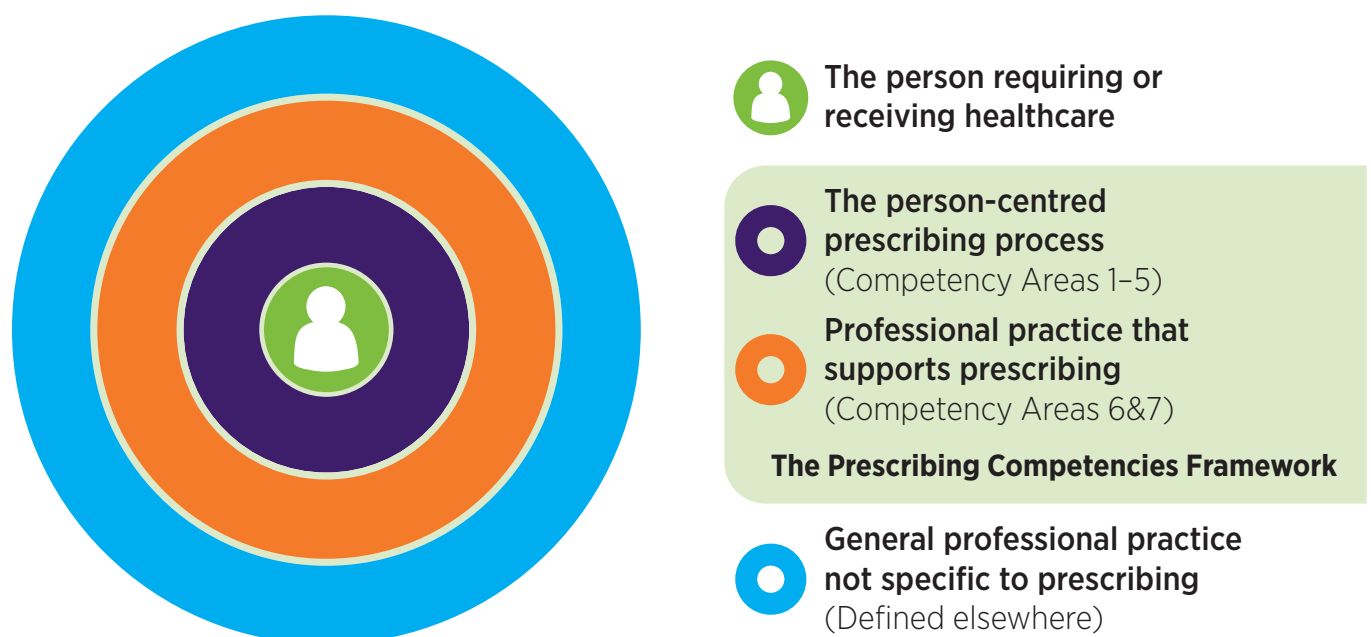 The person requiring or
receiving healthcare
The person-centred
prescribing process
(Competency Areas 1–5)
Professional practice that
supports prescribing
(Competency Areas 6&7)
The Prescribing Competencies Framework
General professional practice
not specific to prescribing
(Defined elsewhere)